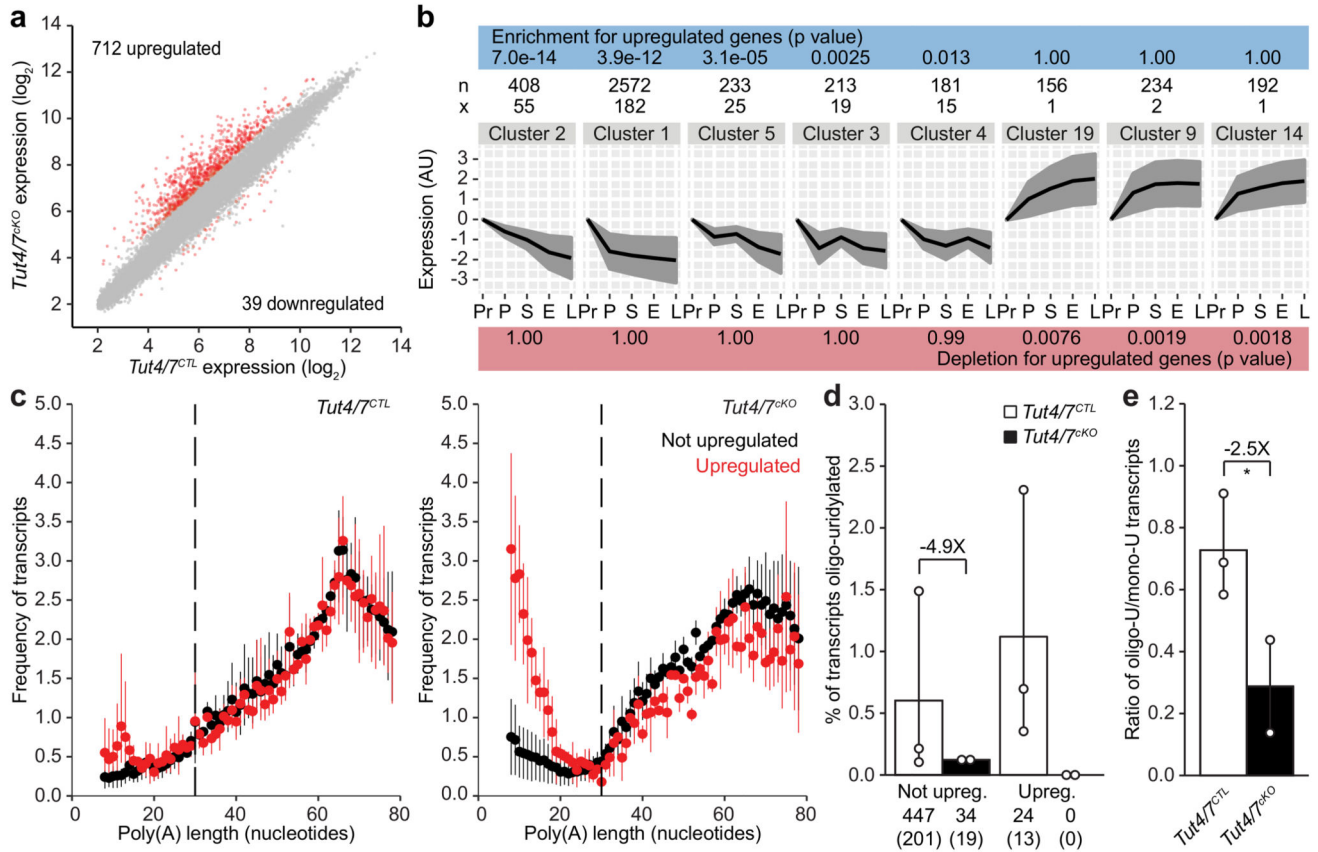 a
14
12
10
8
6
4
2
Tut4/7cKO expression (log2)
712 upregulated
39 downregulated
2 4 6 8 10 12 14
Tut4/7CTL expression (log2)
b
Enrichment for upregulated genes (p value)
7.0e-14 3.9e-12 3.1e-05 0.0025 0.013 1.00 1.00 1.00
n 408 2572 233 213 181 156 234 192
x 55 182 25 19 15 1 2 1
Cluster 2 Cluster 1 Cluster 5 Cluster 3 Cluster 4 Cluster 19 Cluster 9 Cluster 14
Expression (AU)
3
2
1
0
-1
-2
-3
Pr P S E L Pr P S E L Pr P S E L Pr P S E L Pr P S E L Pr P S E L Pr P S E L Pr P S E L
1.00 1.00 1.00 1.00 0.99 0.0076 0.0019 0.0018
Depletion for upregulated genes (p value)
c
Tut4/7CTL
5.0
4.5
4.0
3.5
3.0
2.5
2.0
1.5
1.0
0.5
0.0
Frequency of transcripts
0 20 40 60 80
Poly(A) length (nucleotides)
Tut4/7cKO
Not upregulated
Upregulated
5.0
4.5
4.0
3.5
3.0
2.5
2.0
1.5
1.0
0.5
0.0
Frequency of transcripts
0 20 40 60 80
Poly(A) length (nucleotides)
d
Tut4/7CTL
Tut4/7cKO
3.0
2.5
2.0
1.5
1.0
0.5
0.0
% of transcripts oligo-uridylated
-4.9X
Not upreg. Upreg.
447 34 24 0
(201) (19) (13) (0)
e
1.2
1.0
0.8
0.6
0.4
0.2
0.0
Ratio of oligo-U/mono-U transcripts
-2.5X
*
Tut4/7CTL
Tut4/7cKO